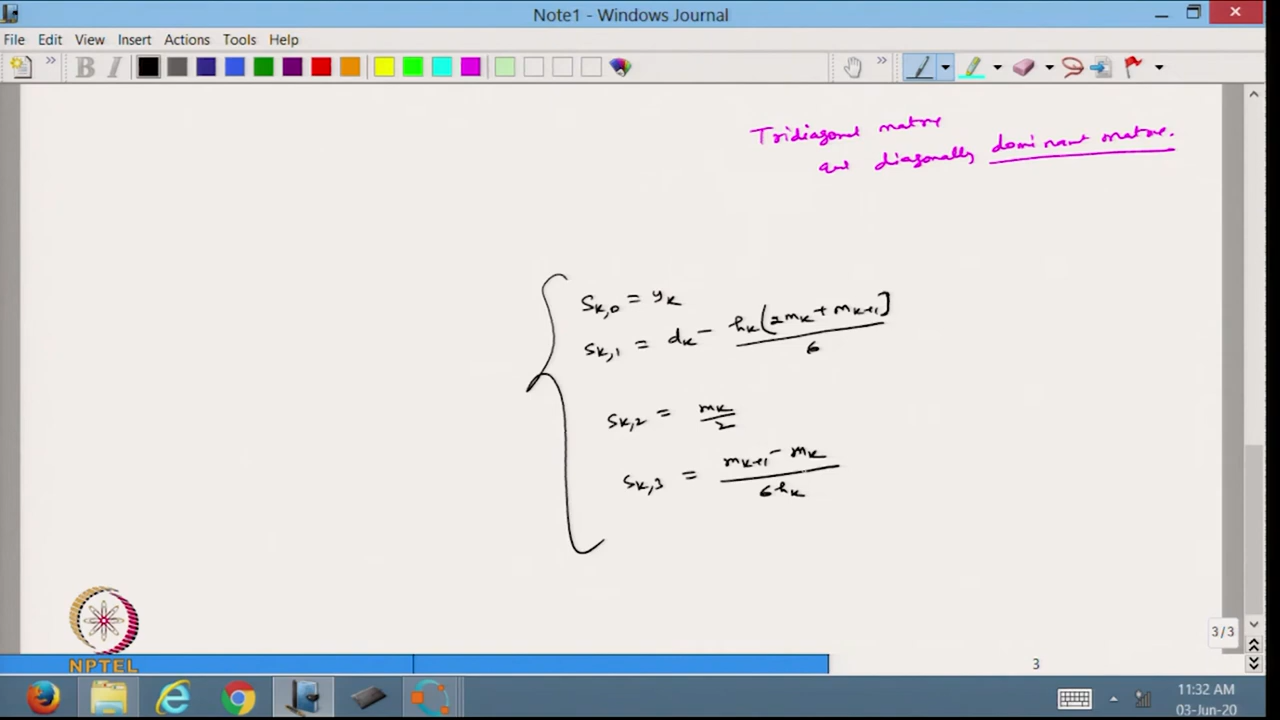 Note1 - Windows Journal
File Edit View Insert Actions Tools Help
Tridiagonal matrix
and diagonally dominant matrix.
S_{k,0} = y_k
S_{k,1} = d_k - h_k(2m_k + m_{k+1}]/6
S_{k,2} = m_k/2
S_{k,3} = (m_{k+1} - m_k)/6h_k
NPTEL
3/3
3
11:32 AM
03-Jun-20